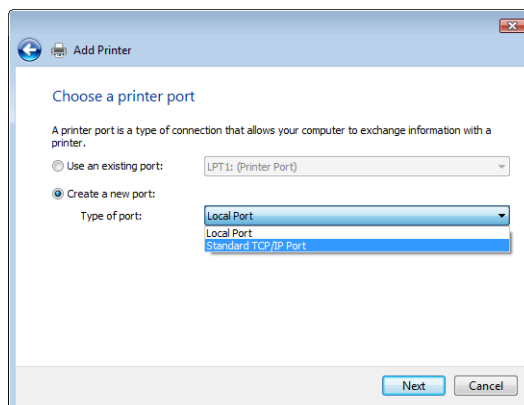 Add Printer
Choose a printer port
A printer port is a type of connection that allows your computer to exchange information with a
printer.
Use an existing port: LPT1: (Printer Port)
Create a new port:
Type of port: Local Port
Local Port
Standard TCP/IP Port
Next Cancel